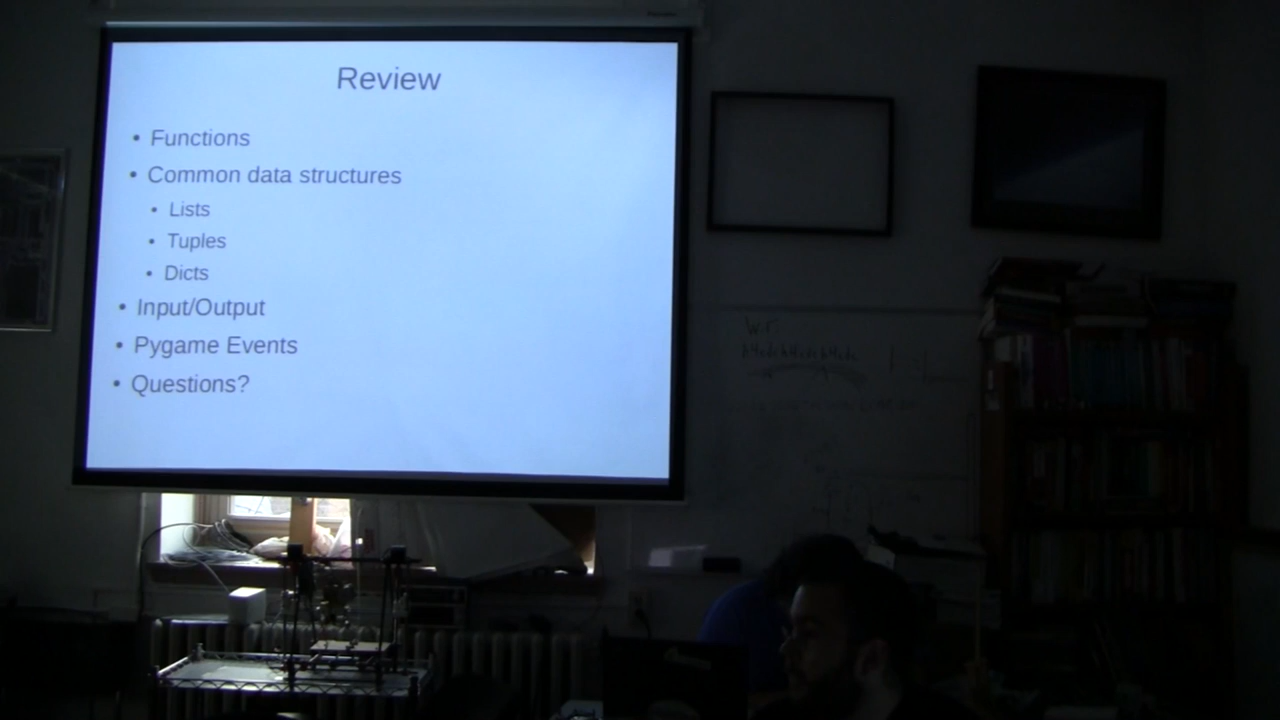 Review
• Functions
• Common data structures
• Lists
• Tuples
• Dicts
• Input/Output
• Pygame Events
• Questions?